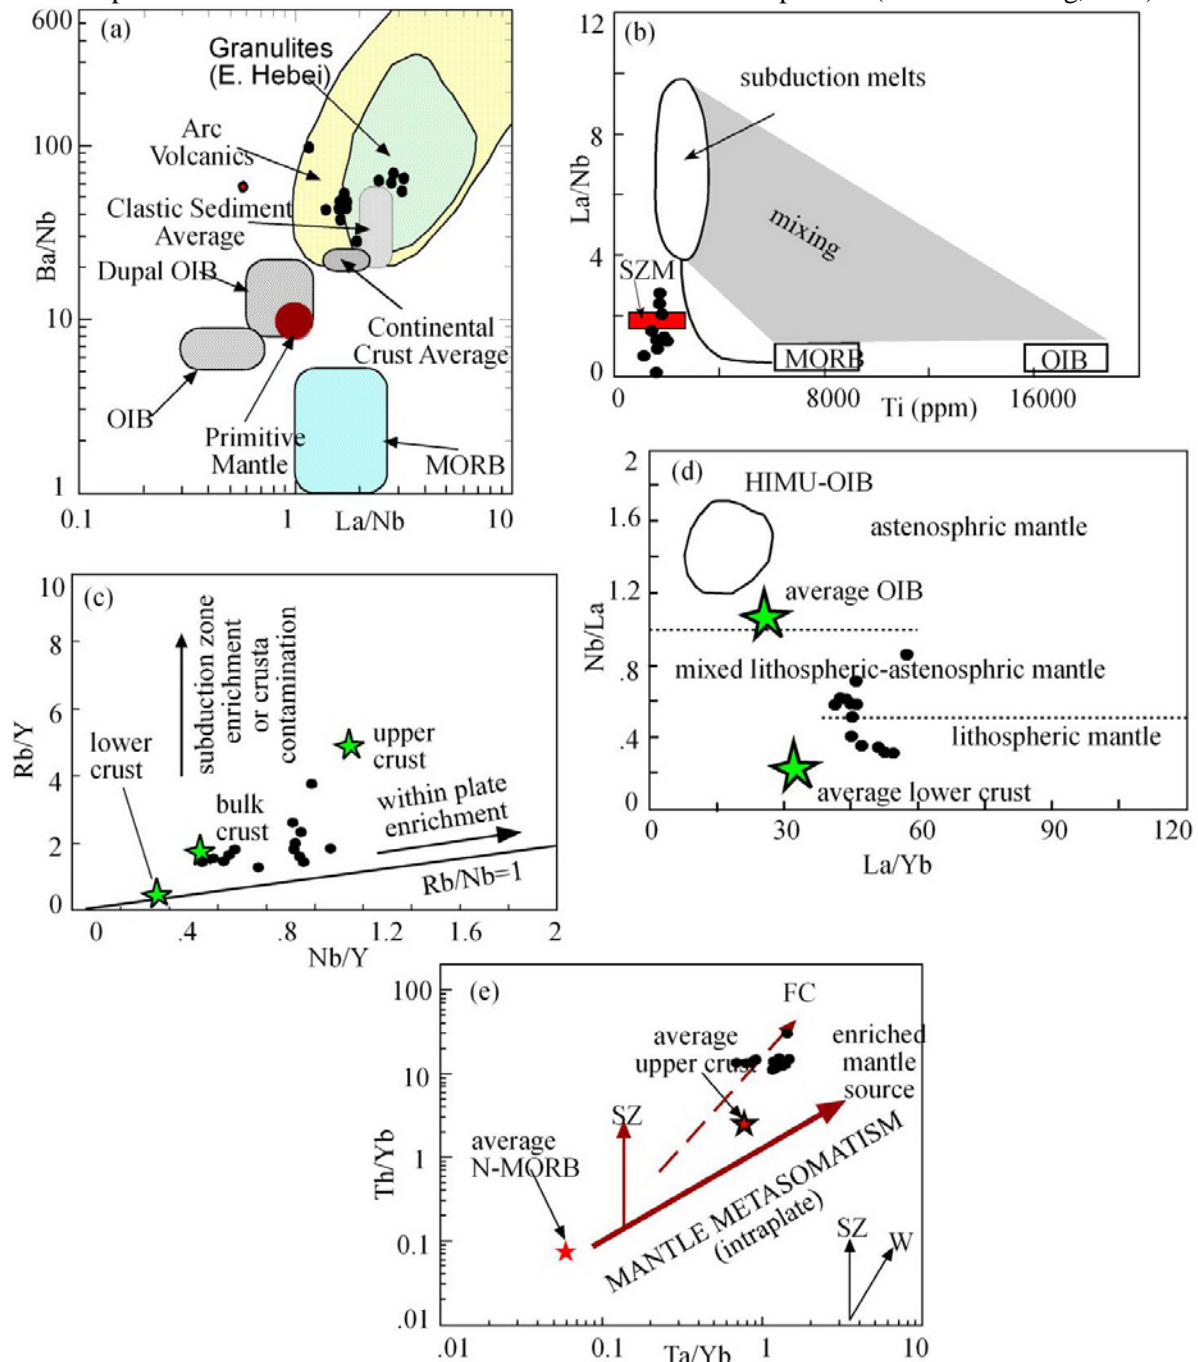 (a)
600
100
10
1
Ba/Nb
Granulites
(E. Hebei)
Arc
Volcanics
Clastic Sediment
Average
Dupal OIB
Continental
Crust Average
OIB
Primitive
Mantle
MORB
0.1
1
10
La/Nb
(b)
12
8
4
0
La/Nb
subduction melts
mixing
SZM
MORB
OIB
0
8000
16000
Ti (ppm)
(c)
10
8
6
4
2
0
Rb/Y
subduction zone
enrichment
or crusta
contamination
lower
crust
bulk
crust
upper
crust
within plate
enrichment
Rb/Nb=1
0
.4
.8
1.2
1.6
2
Nb/Y
(d)
2
1.6
1.2
.8
.4
0
Nb/La
HIMU-OIB
astenosphric mantle
average OIB
mixed lithospheric-astenosphric mantle
lithospheric mantle
average lower crust
0
30
60
90
120
La/Yb
(e)
100
10
1
0.1
.01
Th/Yb
FC
average
upper crust
enriched
mantle
source
SZ
average
N-MORB
MANTLE METASOMATISM
(intraplate)
SZ
W
.01
0.1
1
10
Ta/Yb